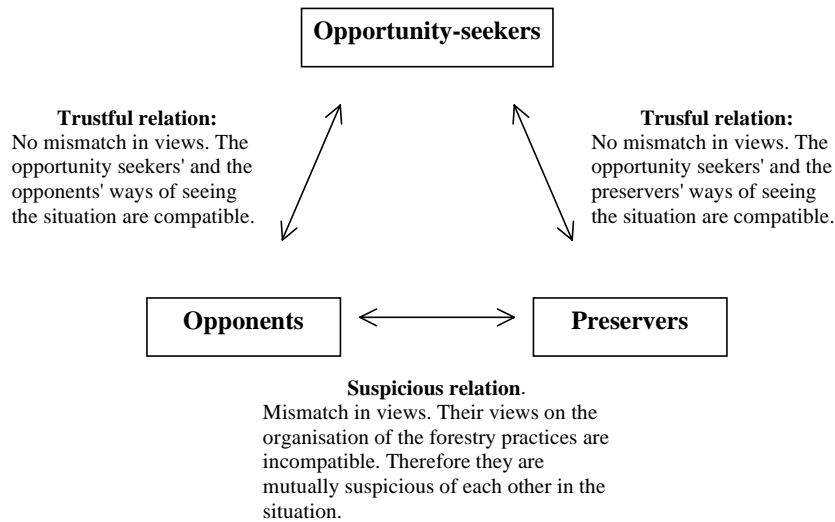 Opportunity-seekers
Trustful relation:
No mismatch in views. The
opportunity seekers' and the
opponents' ways of seeing
the situation are compatible.
Trusful relation:
No mismatch in views. The
opportunity seekers' and the
preservers' ways of seeing
the situation are compatible.
Opponents
Preservers
Suspicious relation.
Mismatch in views. Their views on the
organisation of the forestry practices are
incompatible. Therefore they are
mutually suspicious of each other in the
situation.